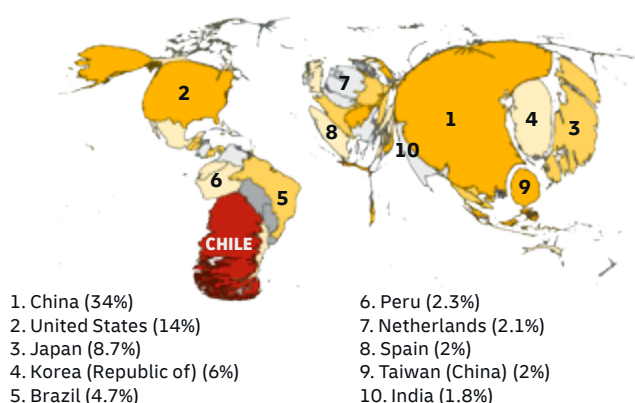 2
7
1
4
3
8
10
6
5
9
CHILE
1. China (34%)
2. United States (14%)
3. Japan (8.7%)
4. Korea (Republic of) (6%)
5. Brazil (4.7%)
6. Peru (2.3%)
7. Netherlands (2.1%)
8. Spain (2%)
9. Taiwan (China) (2%)
10. India (1.8%)